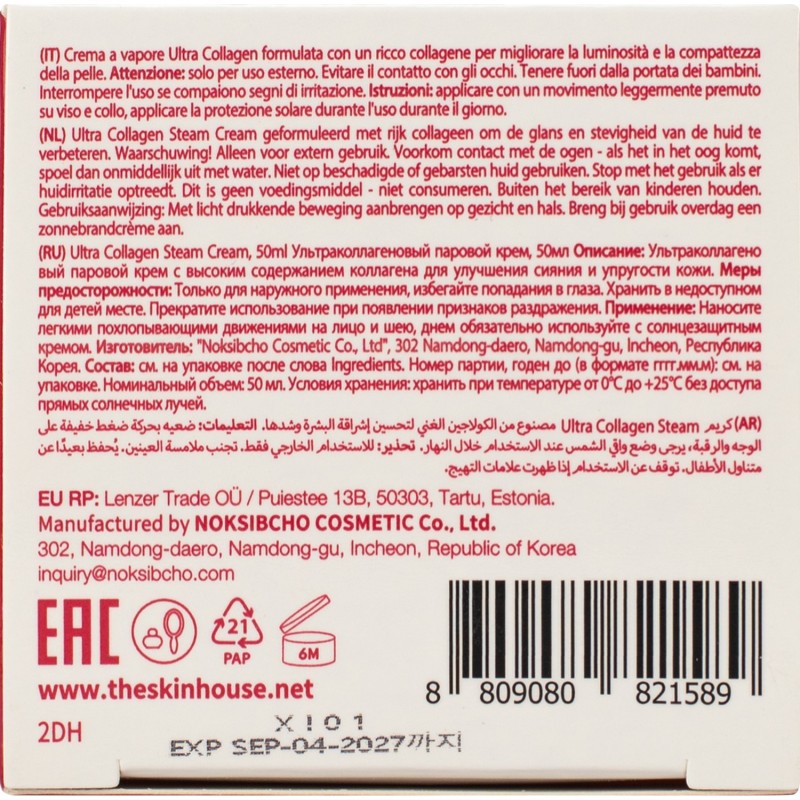 (IT) Crema a vapore Ultra Collagen formulata con un ricco collagene per migliorare la luminosità e la compattezza
della pelle. Attenzione: solo per uso esterno. Evitare il contatto con gli occhi. Tenere fuori dalla portata dei bambini.
Interrompere l'uso se compaiono segni di irritazione. Istruzioni: applicare con un movimento leggermente premuto
su viso e collo, applicare la protezione solare durante l'uso durante il giorno.
(NL) Ultra Collagen Steam Cream geformuleerd met rijk collageen om de glans en stevigheid van de huid te
verbeteren. Waarschuwing! Alleen voor extern gebruik. Voorkom contact met de ogen - als het in het oog komt,
spoel dan onmiddellijk uit met water. Niet op beschadigde of gebarsten huid gebruiken. Stop met het gebruik als er
huidirritatie optreedt. Dit is geen voedingsmiddel - niet consumeren. Buiten het bereik van kinderen houden.
Gebruiksaanwijzing: Met licht drukkende beweging aanbrengen op gezicht en hals. Breng bij gebruik overdag een
zonnebrandcrème aan.
(RU) Ultra Collagen Steam Cream, 50ml Ультраколлагеновый паровой крем, 50мл Описание: Ультраколлагено
вый паровой крем с высоким содержанием коллагена для улучшения сияния и упругости кожи. Меры
предосторожности: Только для наружного применения, избегайте попадания в глаза. Хранить в недоступном
для детей месте. Прекратите использование при появлении признаков раздражения. Применение: Наносите
легкими похлопывающими движениями на лицо и шею, днем обязательно используйте с солнцезащитным
кремом. Изготовитель: "Noksibcho Cosmetic Co., Ltd", 302 Namdong-daero, Namdong-gu, Incheon, Республика
Корея. Состав: см. на упаковке после слова Ingredients. Номер партии, годен до (в формате гггг.мм.м): см. на
упаковке. Номинальный объем: 50 мл. Условия хранения: хранить при температуре от 0°C до +25°C без доступа
прямых солнечных лучей.
(AR) كريم Ultra Collagen Steam مصنوع من الكولاجين الغني لتحسين إشراقة البشرة وشدها. التعليمات: ضعيه بحركة ضغط خفيفة على
الوجه والرقبة، يرجى وضع واقي الشمس عند الاستخدام خلال النهار. تحذير: للاستخدام الخارجي فقط. تجنب ملامسة العينين. يُحفظ بعيدًا عن
متناول الأطفال. توقف عن الاستخدام إذا ظهرت علامات التهيج.
EU RP: Lenzer Trade OÜ / Puiestee 13B, 50303, Tartu, Estonia.
Manufactured by NOKSIBCHO COSMETIC Co., Ltd.
302, Namdong-daero, Namdong-gu, Incheon, Republic of Korea
inquiry@noksibcho.com
EAC
21
PAP
6M
www.theskinhouse.net
8 809080 821589
2DH
XI01
EXP SEP-04-2027까지